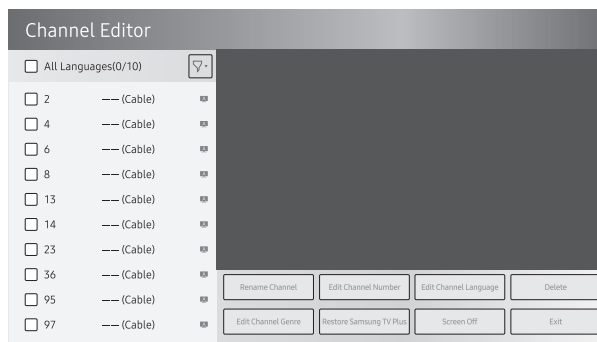 Channel Editor
All Languages(0/10)
2 —— (Cable)
4 —— (Cable)
6 —— (Cable)
8 —— (Cable)
13 —— (Cable)
14 —— (Cable)
23 —— (Cable)
36 —— (Cable)
95 —— (Cable)
97 —— (Cable)
Rename Channel Edit Channel Number Edit Channel Language Delete
Edit Channel Genre Restore Samsung TV Plus Screen Off Exit